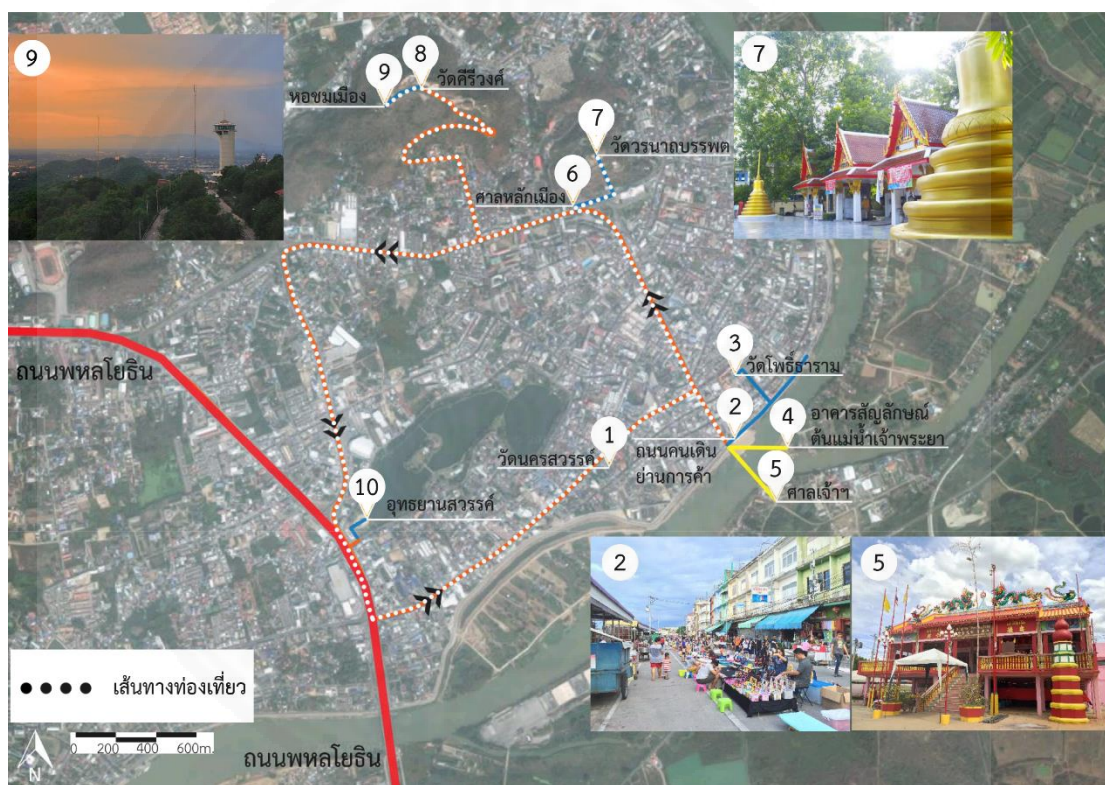 9
8
วัดคีรีวงศ์
9
หอชมเมือง
7
7
วัดวรนาถบรรพต
6
ศาลหลักเมือง
ถนนพหลโยธิน
3
วัดโพธิ์ธาราม
2
4
อาคารสัญลักษณ์
ต้นแม่น้ำเจ้าพระยา
1
วัดนครสวรรค์
ถนนคนเดิน
ย่านการค้า
5
ศาลเจ้าฯ
10
อุทธยานสวรรค์
2
5
เส้นทางท่องเที่ยว
0 200 400 600m.
N
ถนนพหลโยธิน